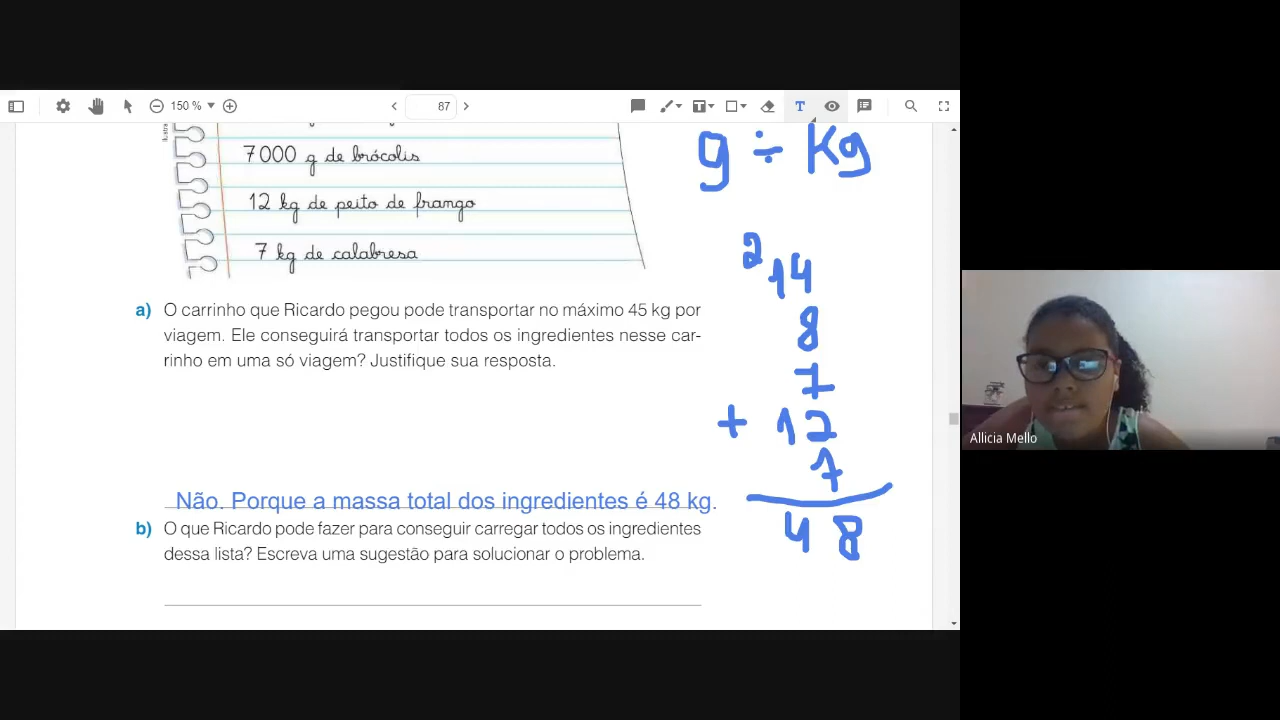 150 %
87
7000 g de brócolis
12 kg de peito de frango
7 kg de calabresa
g ÷ kg
2
14
8
7
+ 12
7
48
a) O carrinho que Ricardo pegou pode transportar no máximo 45 kg por
viagem. Ele conseguirá transportar todos os ingredientes nesse car-
rinho em uma só viagem? Justifique sua resposta.
Não. Porque a massa total dos ingredientes é 48 kg.
b) O que Ricardo pode fazer para conseguir carregar todos os ingredientes
dessa lista? Escreva uma sugestão para solucionar o problema.
Allicia Mello